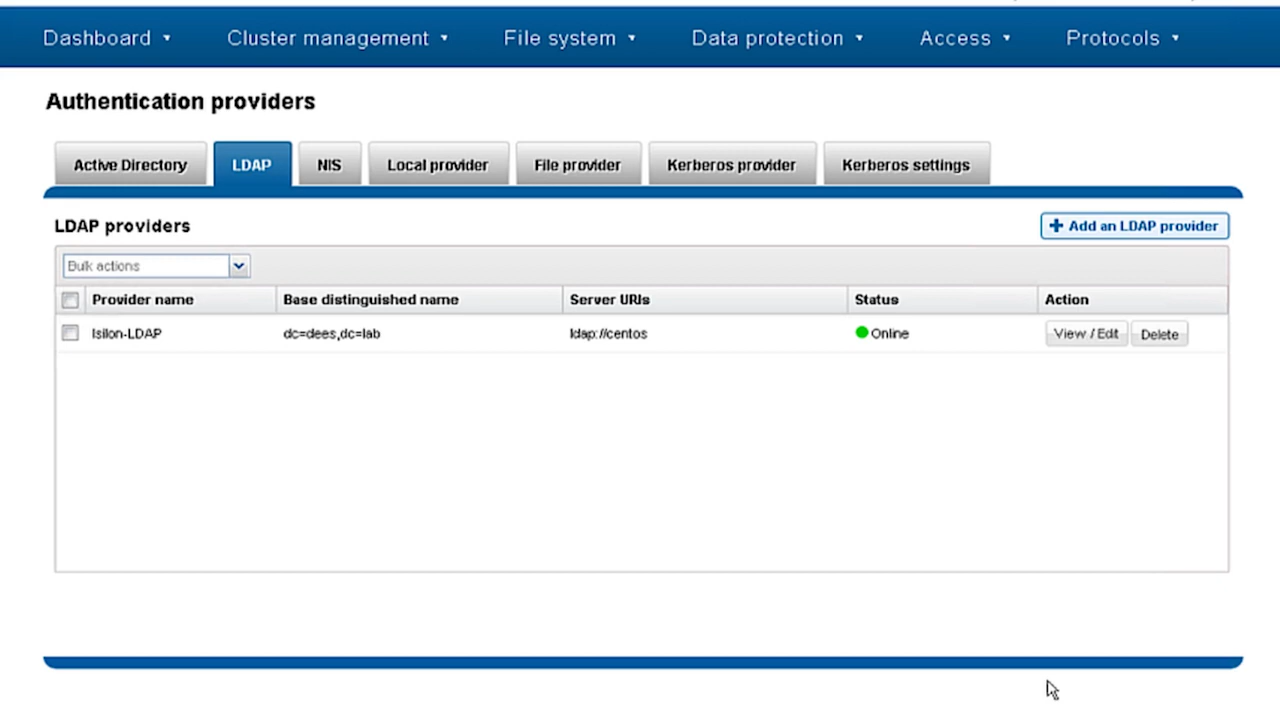 Dashboard Cluster management File system Data protection Access Protocols
Authentication providers
Active Directory LDAP NIS Local provider File provider Kerberos provider Kerberos settings
LDAP providers + Add an LDAP provider
Bulk actions
Provider name Base distinguished name Server URIs Status Action
Isilon-LDAP dc=dees,dc=lab ldap://centos Online View / Edit Delete